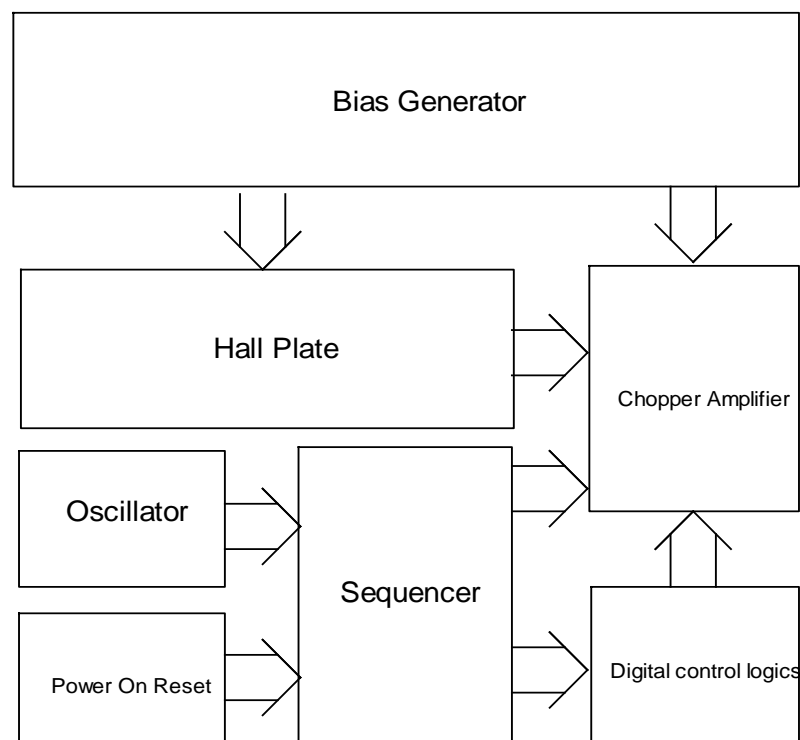 Bias Generator
Hall Plate
Chopper Amplifier
Oscillator
Sequencer
Power On Reset
Digital control logics